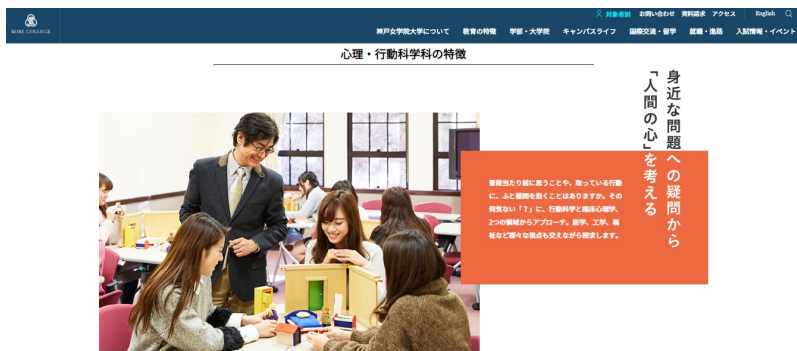 対象者別 お問い合わせ 資料請求 アクセス English
KOBE COLLEGE
神戸女学院大学について 教育の特徴 学部・大学院 キャンパスライフ 国際交流・留学 就職・進路 入試情報・イベント
心理・行動科学科の特徴
身近な問題への疑問から
「人間の心」を考える
普段当たり前に思うことや、取っている行動
に、ふと疑問を抱くことはありますか。その
何気ない「？」に、行動科学と臨床心理学、
2つの領域からアプローチ。医学、工学、福
祉など様々な視点も交えながら探求します。